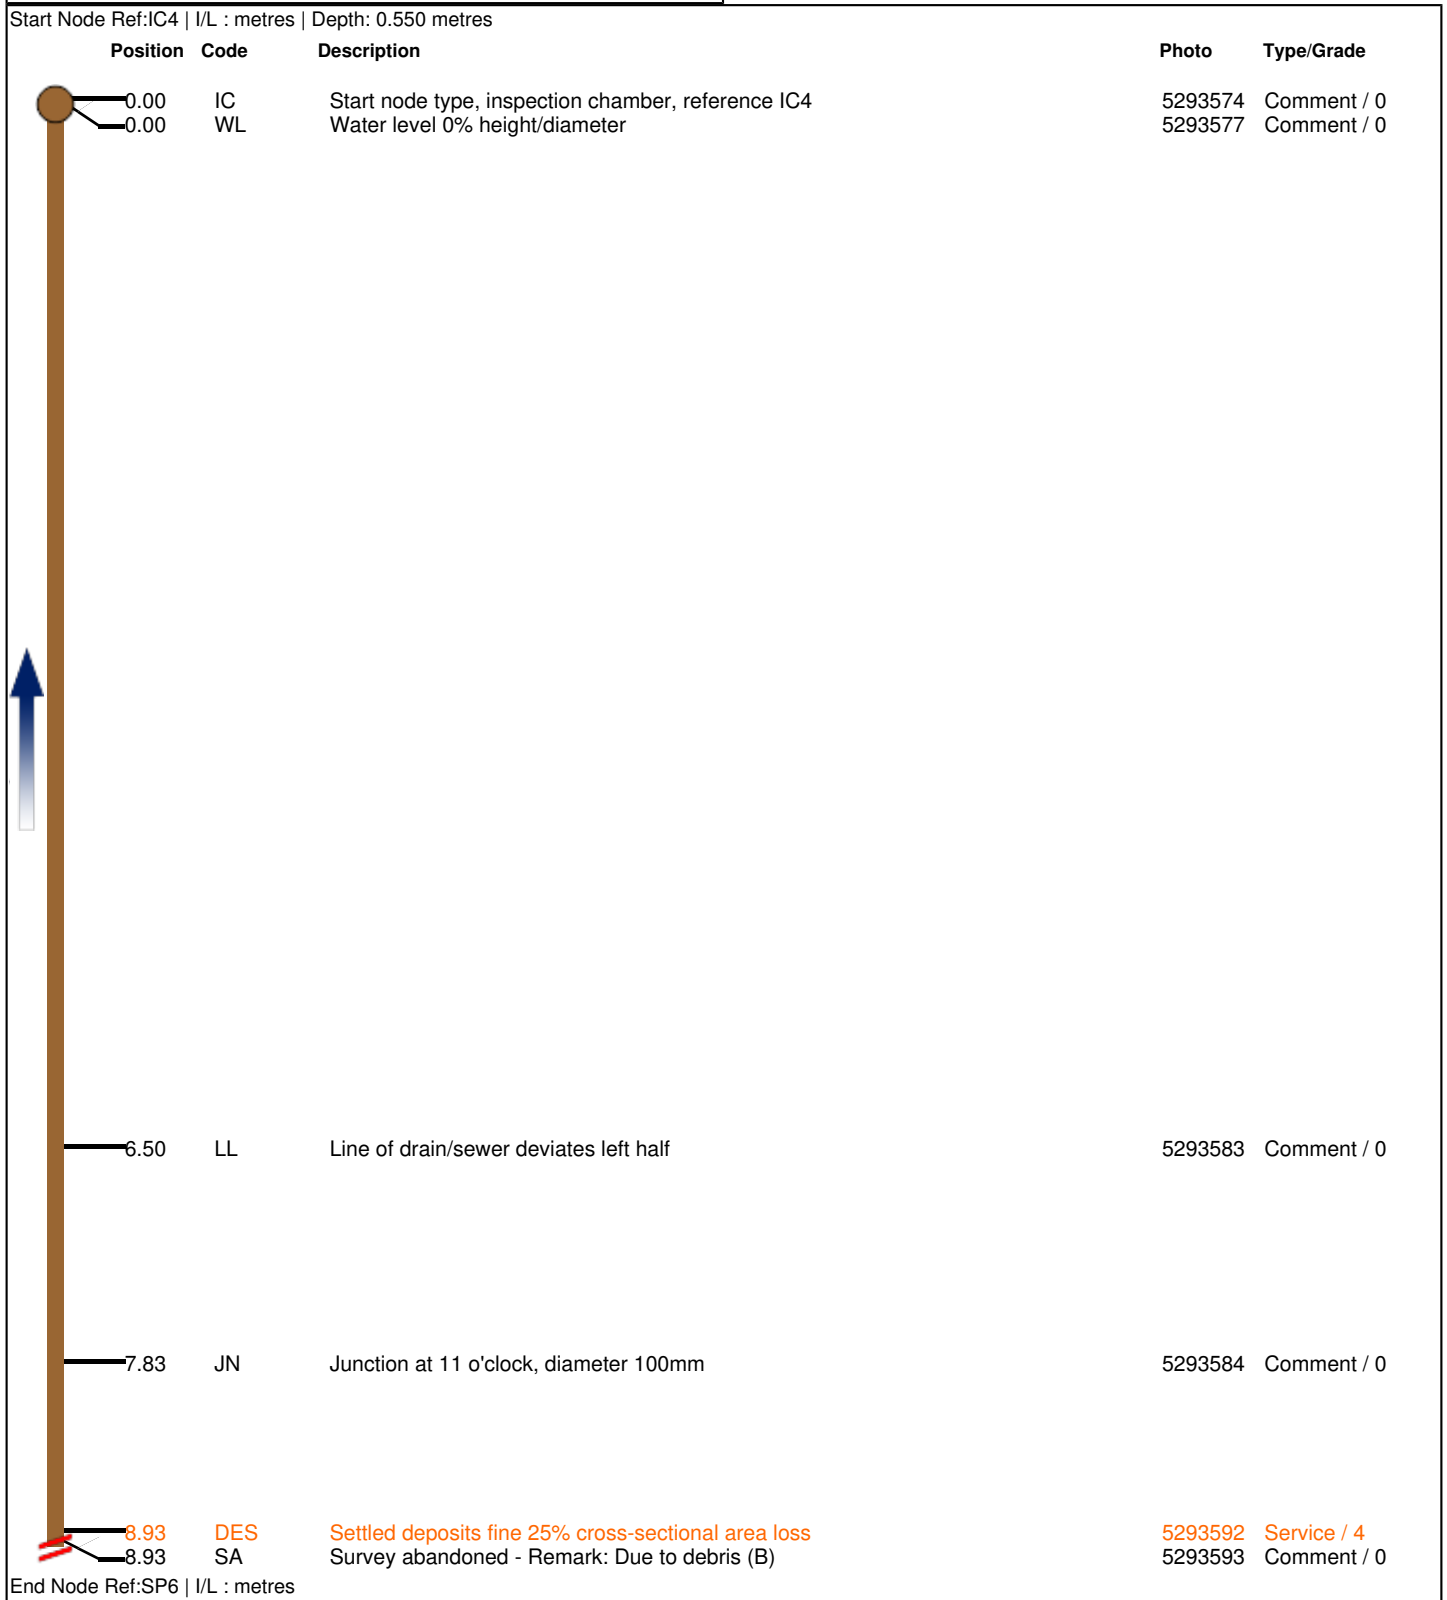 Start Node Ref:IC4 | I/L : metres | Depth: 0.550 metres
Position Code Description Photo Type/Grade
0.00 IC Start node type, inspection chamber, reference IC4 5293574 Comment / 0
0.00 WL Water level 0% height/diameter 5293577 Comment / 0
6.50 LL Line of drain/sewer deviates left half 5293583 Comment / 0
7.83 JN Junction at 11 o'clock, diameter 100mm 5293584 Comment / 0
8.93 DES Settled deposits fine 25% cross-sectional area loss 5293592 Service / 4
8.93 SA Survey abandoned - Remark: Due to debris (B) 5293593 Comment / 0
End Node Ref:SP6 | I/L : metres